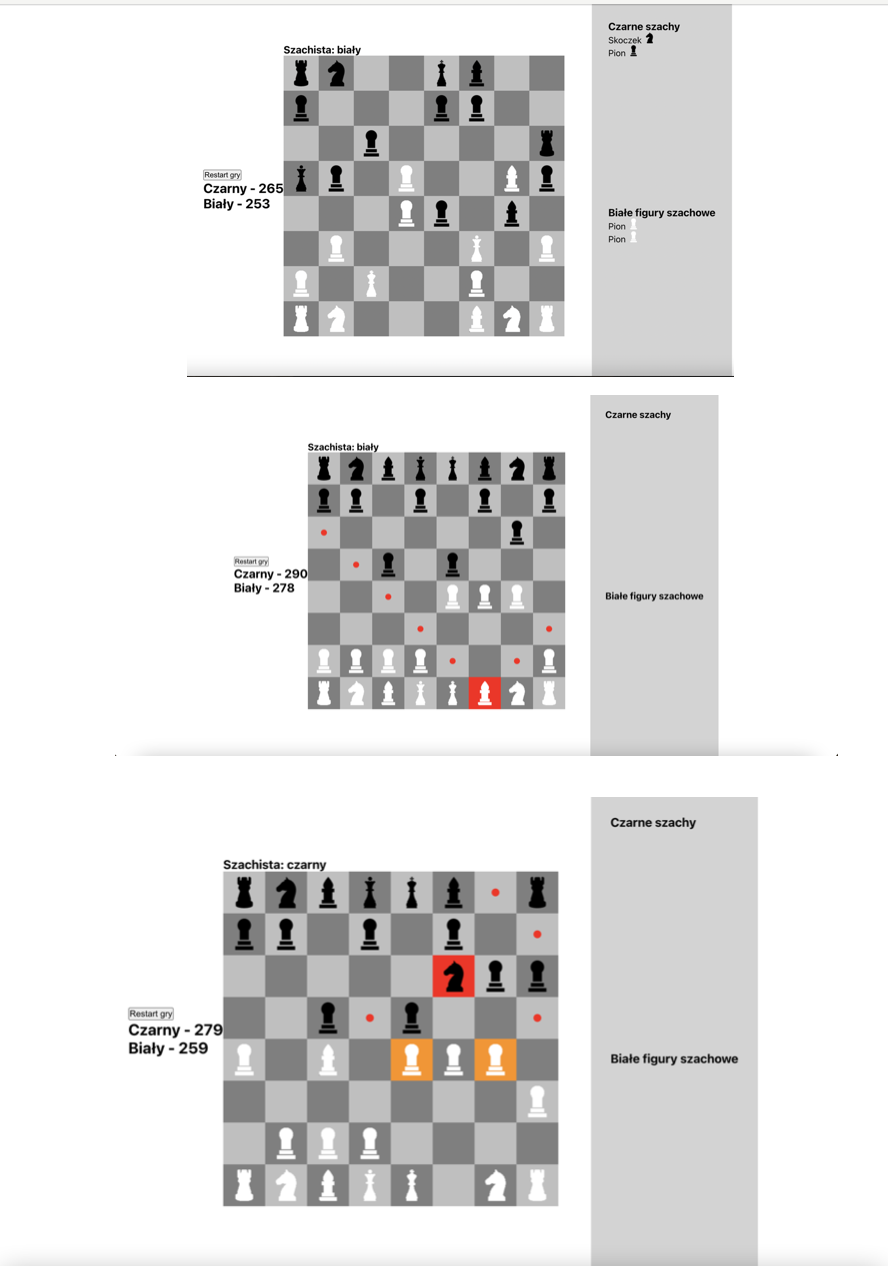 Czarne szachy
Skoczek
Pion
Szachista: biały
Restart gry
Czarny - 265
Biały - 253
Białe figury szachowe
Pion
Pion
Czarne szachy
Szachista: biały
Restart gry
Czarny - 290
Biały - 278
Białe figury szachowe
Czarne szachy
Szachista: czarny
Restart gry
Czarny - 279
Biały - 259
Białe figury szachowe